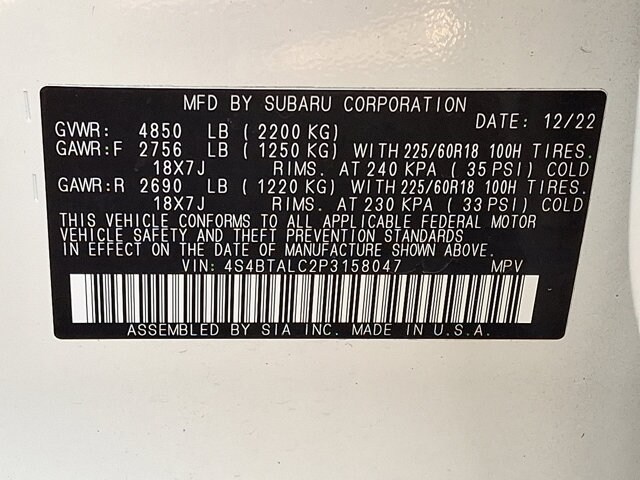 MFD BY SUBARU CORPORATION
DATE: 12/22
GVWR: 4850 LB (2200 KG)
GAWR:F 2756 LB (1250 KG) WITH 225/60R18 100H TIRES.
18X7J RIMS. AT 240 KPA (35 PSI) COLD
GAWR:R 2690 LB (1220 KG) WITH 225/60R18 100H TIRES.
18X7J RIMS. AT 230 KPA (33 PSI) COLD
THIS VEHICLE CONFORMS TO ALL APPLICABLE FEDERAL MOTOR
VEHICLE SAFETY AND THEFT PREVENTION STANDARDS
IN EFFECT ON THE DATE OF MANUFACTURE SHOWN ABOVE.
VIN: 4S4BTALC2P3158047 MPV
ASSEMBLED BY SIA INC. MADE IN U.S.A.